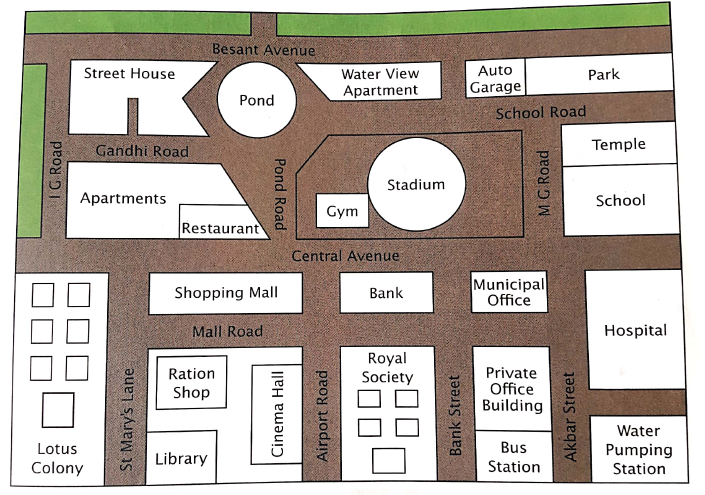 Besant Avenue
Street House
Water View
Apartment
Auto
Garage
Park
Pond
School Road
Temple
Gandhi Road
I G Road
Apartments
Restaurant
Pond Road
Stadium
Gym
M G Road
School
Central Avenue
Shopping Mall
Bank
Municipal
Office
Hospital
Mall Road
Lotus
Colony
St Mary's Lane
Ration
Shop
Library
Cinema Hall
Airport Road
Royal
Society
Bank Street
Private
Office
Building
Bus
Station
Akbar Street
Water
Pumping
Station